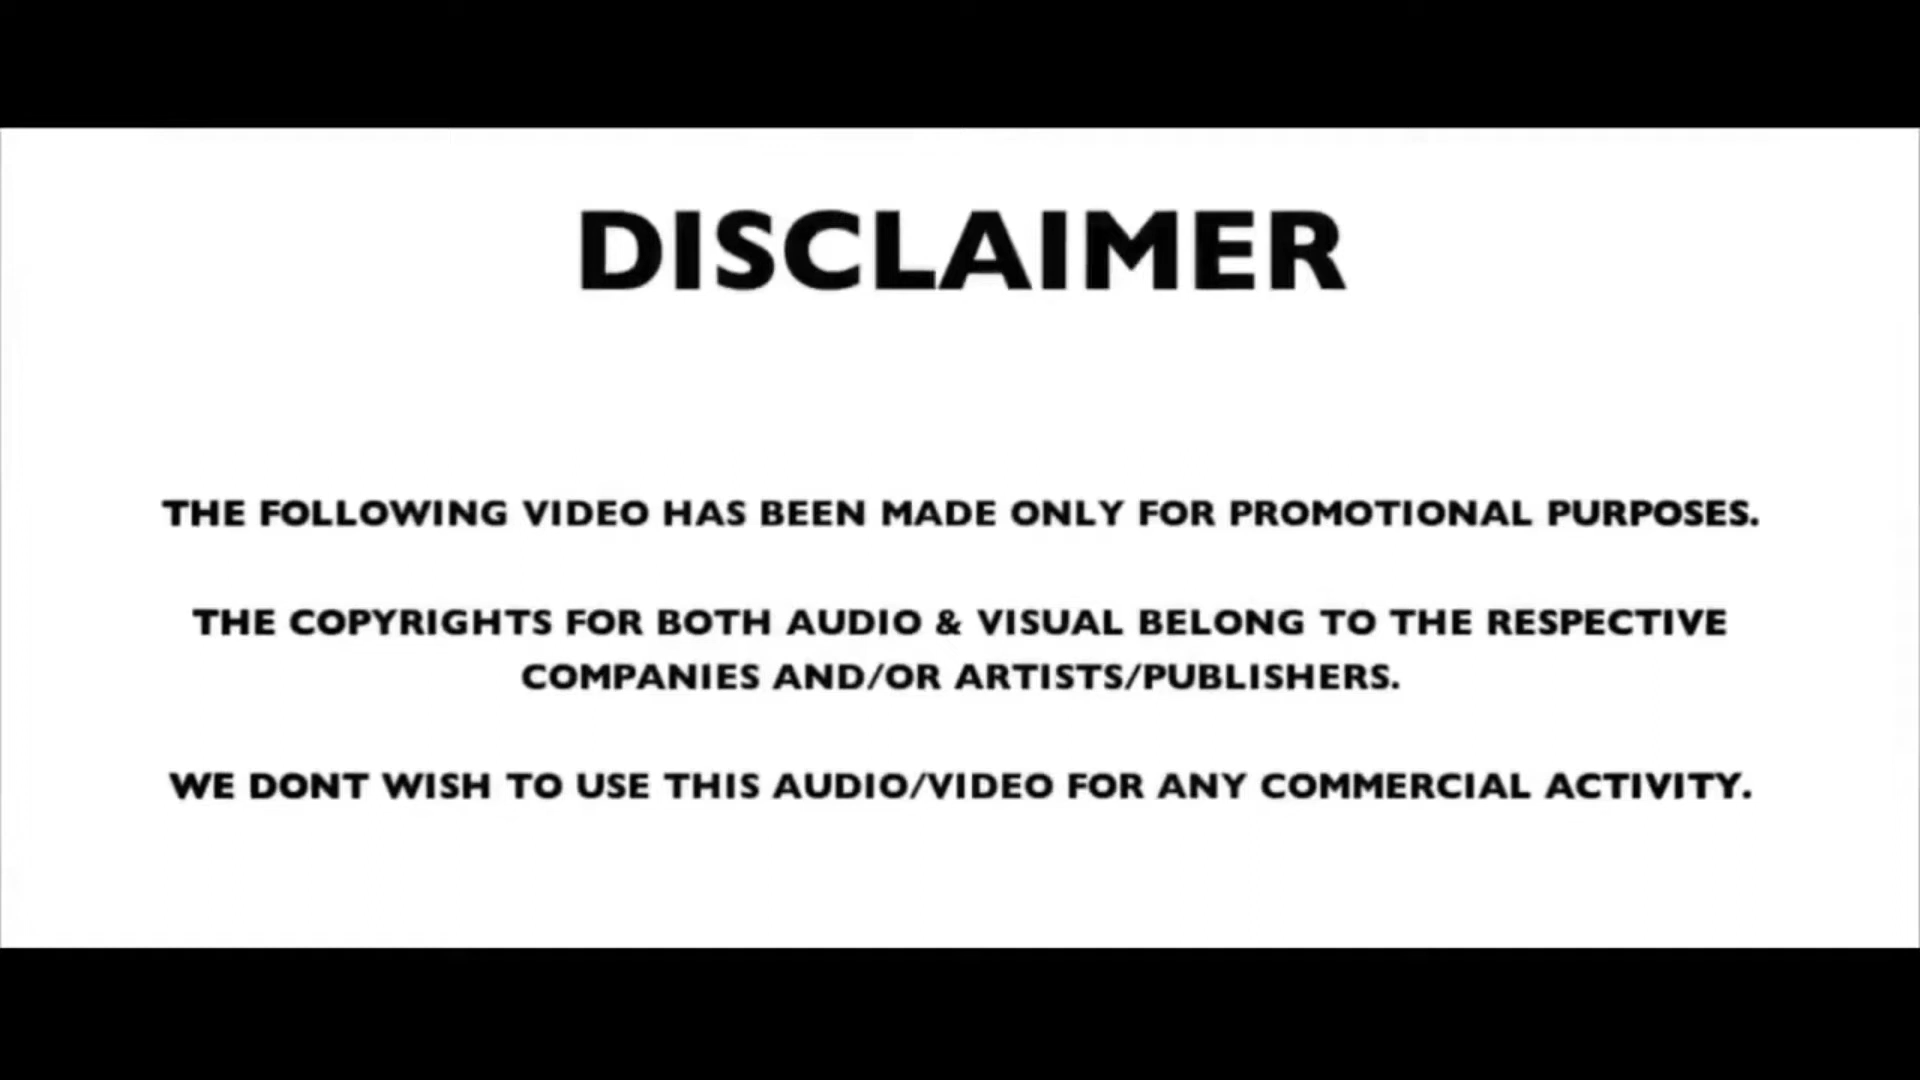 DISCLAIMER
THE FOLLOWING VIDEO HAS BEEN MADE ONLY FOR PROMOTIONAL PURPOSES.
THE COPYRIGHTS FOR BOTH AUDIO & VISUAL BELONG TO THE RESPECTIVE
COMPANIES AND/OR ARTISTS/PUBLISHERS.
WE DONT WISH TO USE THIS AUDIO/VIDEO FOR ANY COMMERCIAL ACTIVITY.